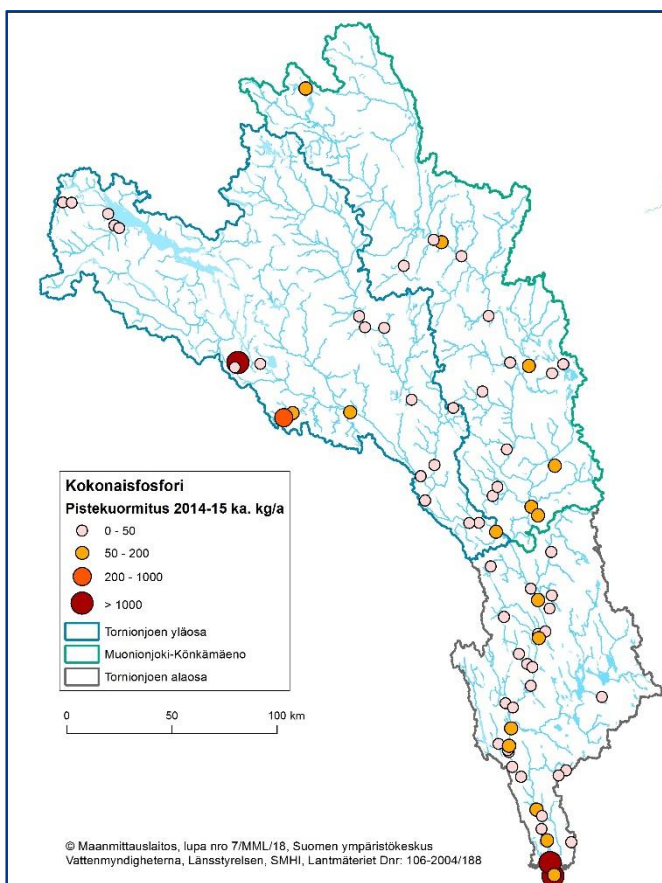 Kokonaisfosfori
Pistekuormitus 2014-15 ka. kg/a
0 - 50
50 - 200
200 - 1000
> 1000
Tornionjoen yläosa
Muonionjoki-Könkämäeno
Tornionjoen alaosa
0 50 100 km
© Maanmittauslaitos, lupa nro 7/MML/18, Suomen ympäristökeskus
Vattenmyndigheterna, Länsstyrelsen, SMHI, Lantmäteriet Dnr: 106-2004/188